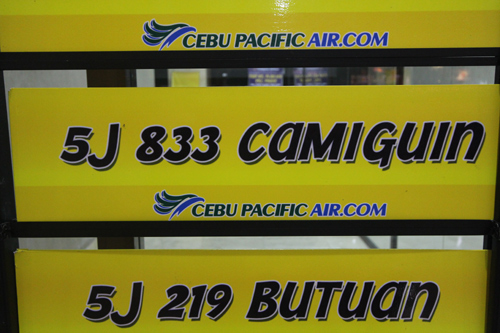 CEBU PACIFIC AIR.COM
5J 833 CAMIGUIN
CEBU PACIFIC AIR.COM
5J 219 BUTUAN